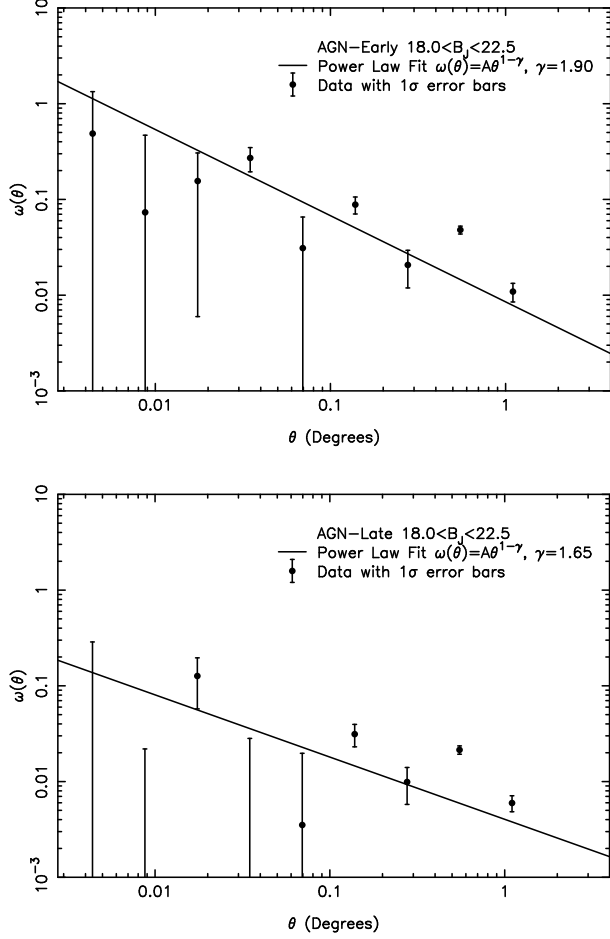 10
1
0.1
0.01
10⁻³
ω(θ)
AGN–Early 18.0<B_J<22.5
Power Law Fit ω(θ)=Aθ^{1−γ}, γ=1.90
Data with 1σ error bars
0.01 0.1 1
θ (Degrees)
10
1
0.1
0.01
10⁻³
ω(θ)
AGN–Late 18.0<B_J<22.5
Power Law Fit ω(θ)=Aθ^{1−γ}, γ=1.65
Data with 1σ error bars
0.01 0.1 1
θ (Degrees)